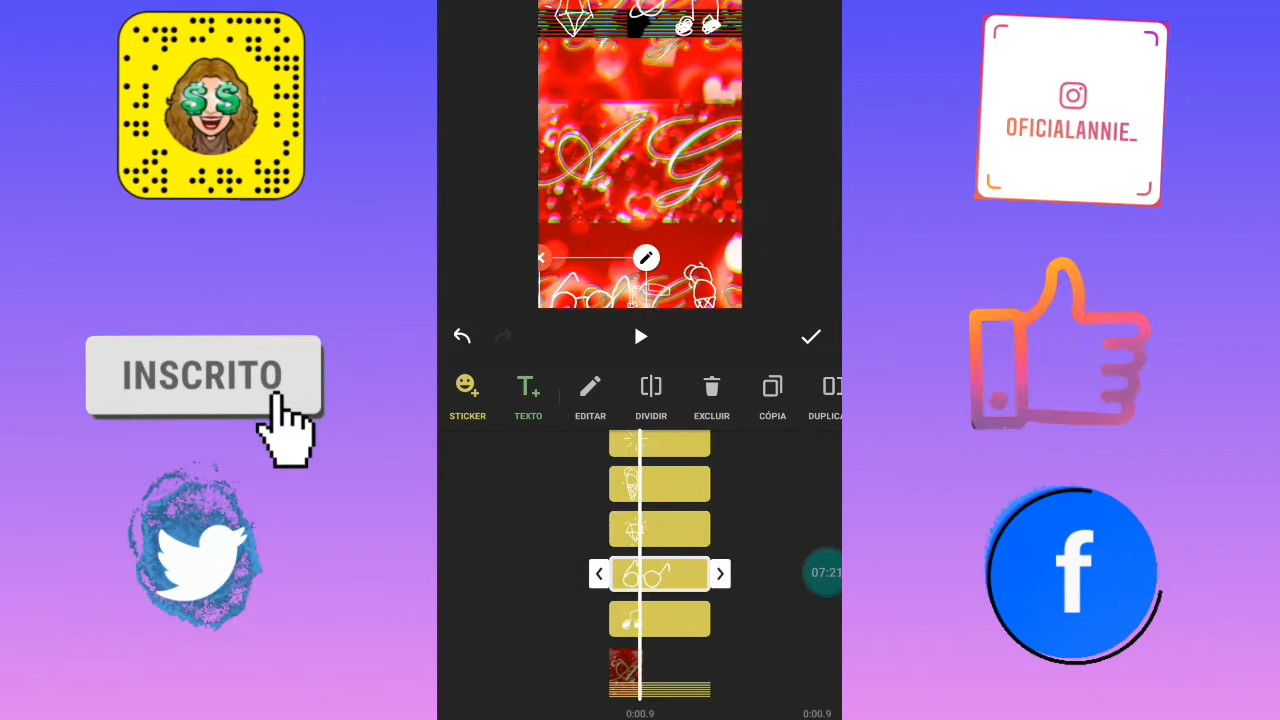 OFICIALANNIE_
A G
INSCRITO
STICKER
TEXTO
EDITAR
DIVIDIR
EXCLUIR
CÓPIA
DUPLICA
07:21
f
0:00.9
0:00.9